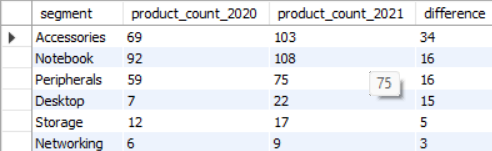 segment product_count_2020 product_count_2021 difference
Accessories 69 103 34
Notebook 92 108 16
Peripherals 59 75 16
75
Desktop 7 22 15
Storage 12 17 5
Networking 6 9 3